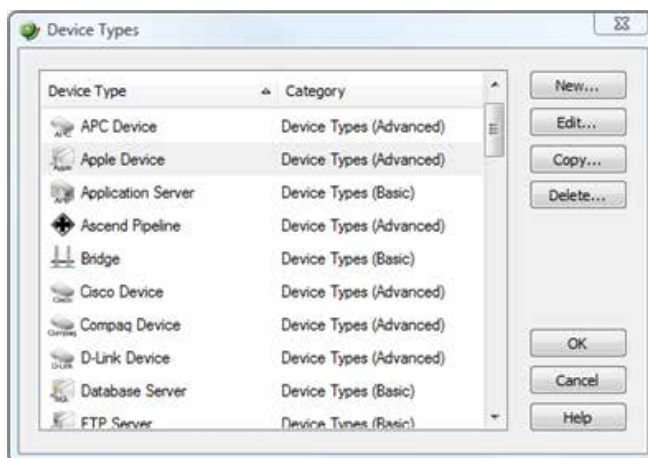 Device Types
Device Type Category
APC Device Device Types (Advanced)
Apple Device Device Types (Advanced)
Application Server Device Types (Basic)
Ascend Pipeline Device Types (Advanced)
Bridge Device Types (Basic)
Cisco Device Device Types (Advanced)
Compaq Device Device Types (Advanced)
D-Link Device Device Types (Advanced)
Database Server Device Types (Basic)
FTP Server Device Types (Basic)
New...
Edit...
Copy...
Delete...
OK
Cancel
Help